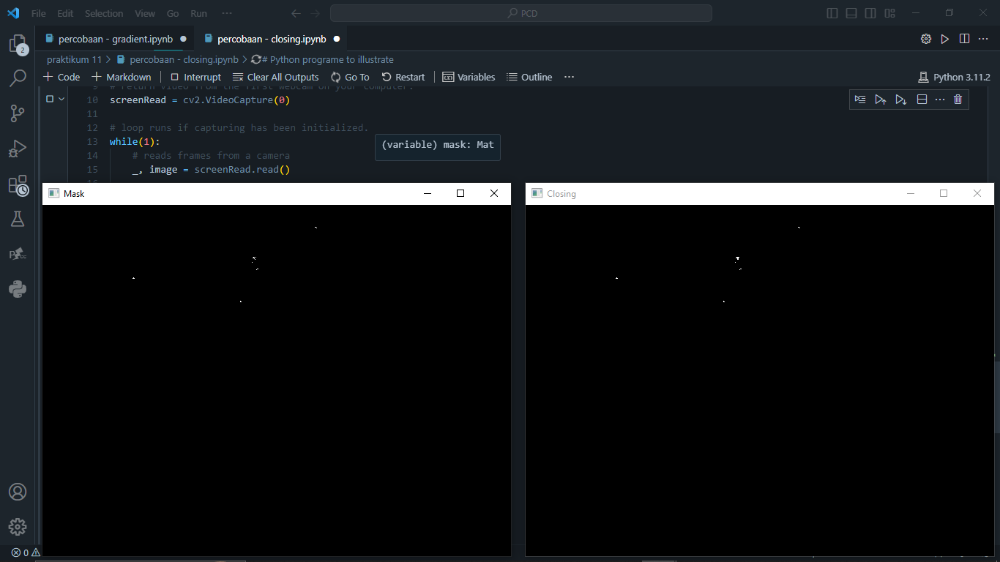 File Edit Selection View Go Run ··· PCD
percobaan - gradient.ipynb percobaan - closing.ipynb
2
praktikum 11 > percobaan - closing.ipynb > # Python programe to illustrate
Code Markdown Interrupt Clear All Outputs Go To Restart Variables Outline ··· Python 3.11.2
9 # return video from the first webcam on your computer.
10 screenRead = cv2.VideoCapture(0)
11
12 # loop runs if capturing has been initialized.
13 while(1):
(variable) mask: Mat
14 # reads frames from a camera
15 _, image = screenRead.read()
Mask
Closing
0